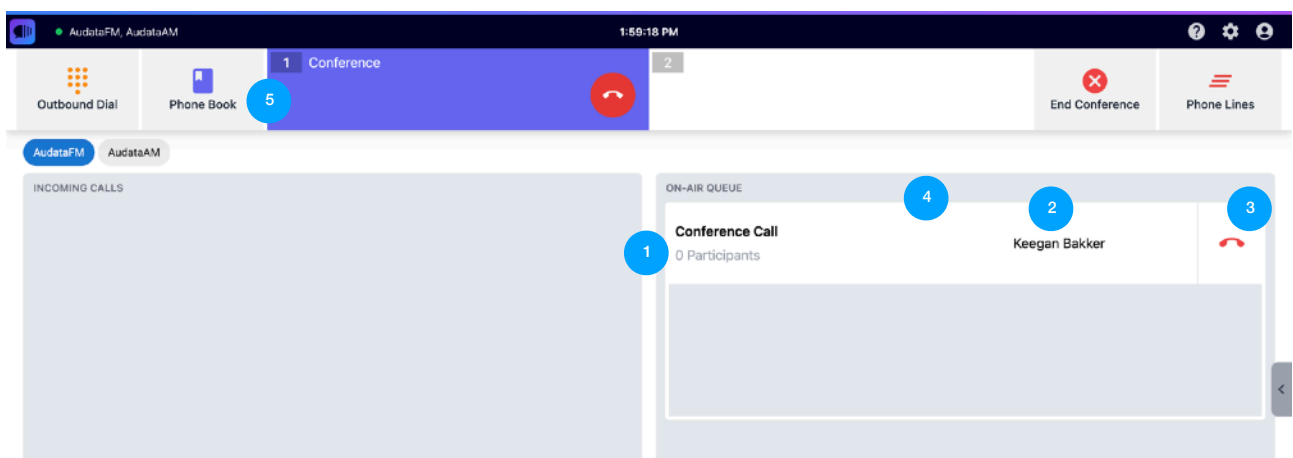 AudataFM, AudataAM
1:59:18 PM
Outbound Dial
Phone Book
5
1 Conference
2
End Conference
Phone Lines
AudataFM
AudataAM
INCOMING CALLS
ON-AIR QUEUE
4
2
3
1
Conference Call
0 Participants
Keegan Bakker